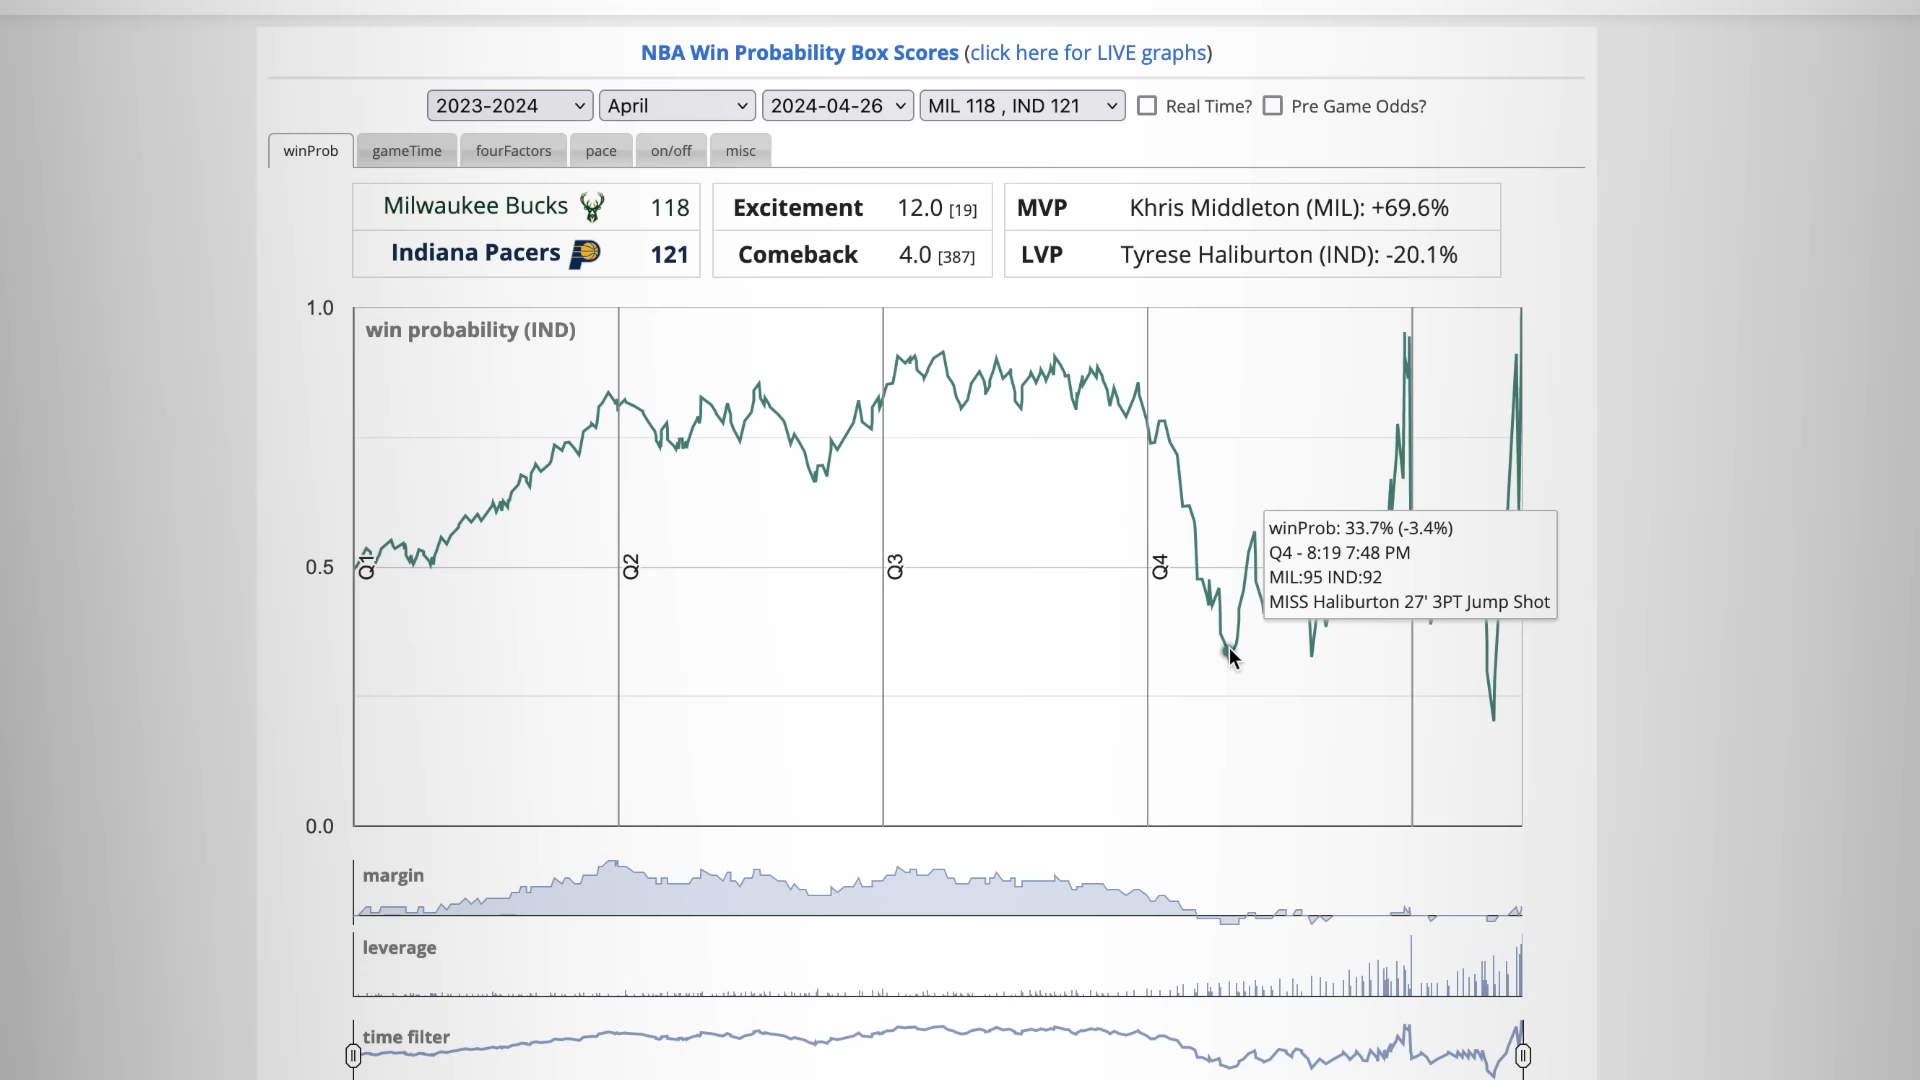 NBA Win Probability Box Scores (click here for LIVE graphs)
2023-2024 April 2024-04-26 MIL 118 , IND 121 Real Time? Pre Game Odds?
winProb gameTime fourFactors pace on/off misc
Milwaukee Bucks 118 Excitement 12.0 [19] MVP Khris Middleton (MIL): +69.6%
Indiana Pacers 121 Comeback 4.0 [387] LVP Tyrese Haliburton (IND): -20.1%
1.0
win probability (IND)
winProb: 33.7% (-3.4%)
Q4 - 8:19 7:48 PM
MIL:95 IND:92
MISS Haliburton 27' 3PT Jump Shot
0.5 Q1 Q2 Q3 Q4
0.0
margin
leverage
time filter